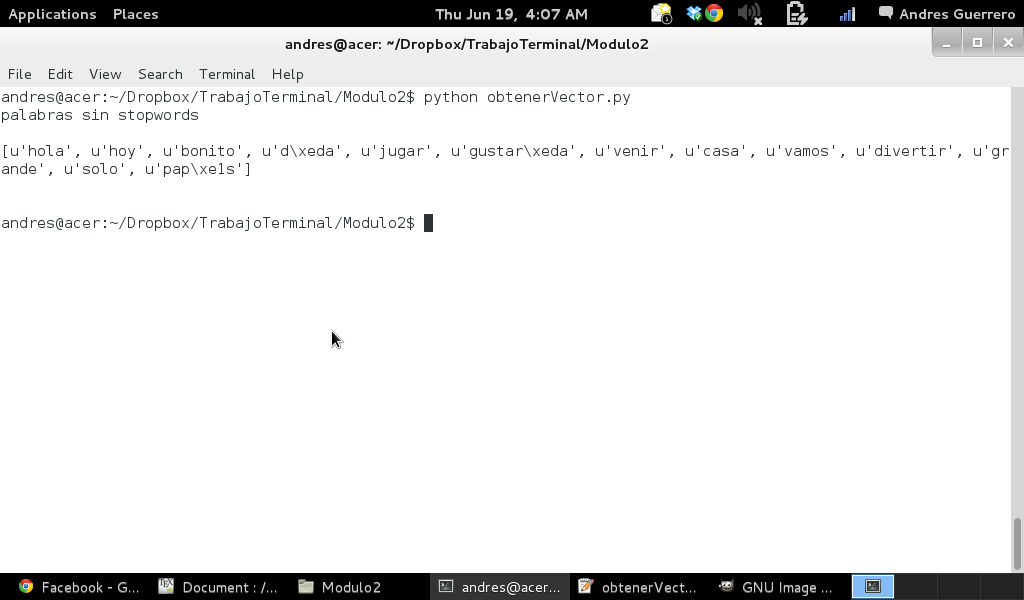 Applications Places Thu Jun 19, 4:07 AM 1 Andres Guerrero
andres@acer: ~/Dropbox/TrabajoTerminal/Modulo2
File Edit View Search Terminal Help
andres@acer:~/Dropbox/TrabajoTerminal/Modulo2$ python obtenerVector.py
palabras sin stopwords
[u'hola', u'hoy', u'bonito', u'd\xeda', u'jugar', u'gustar\xeda', u'venir', u'casa', u'vamos', u'divertir', u'gr
ande', u'solo', u'pap\xe1s']
andres@acer:~/Dropbox/TrabajoTerminal/Modulo2$
Facebook - G... Document : /... Modulo2 andres@acer... obtenerVect... GNU Image ...